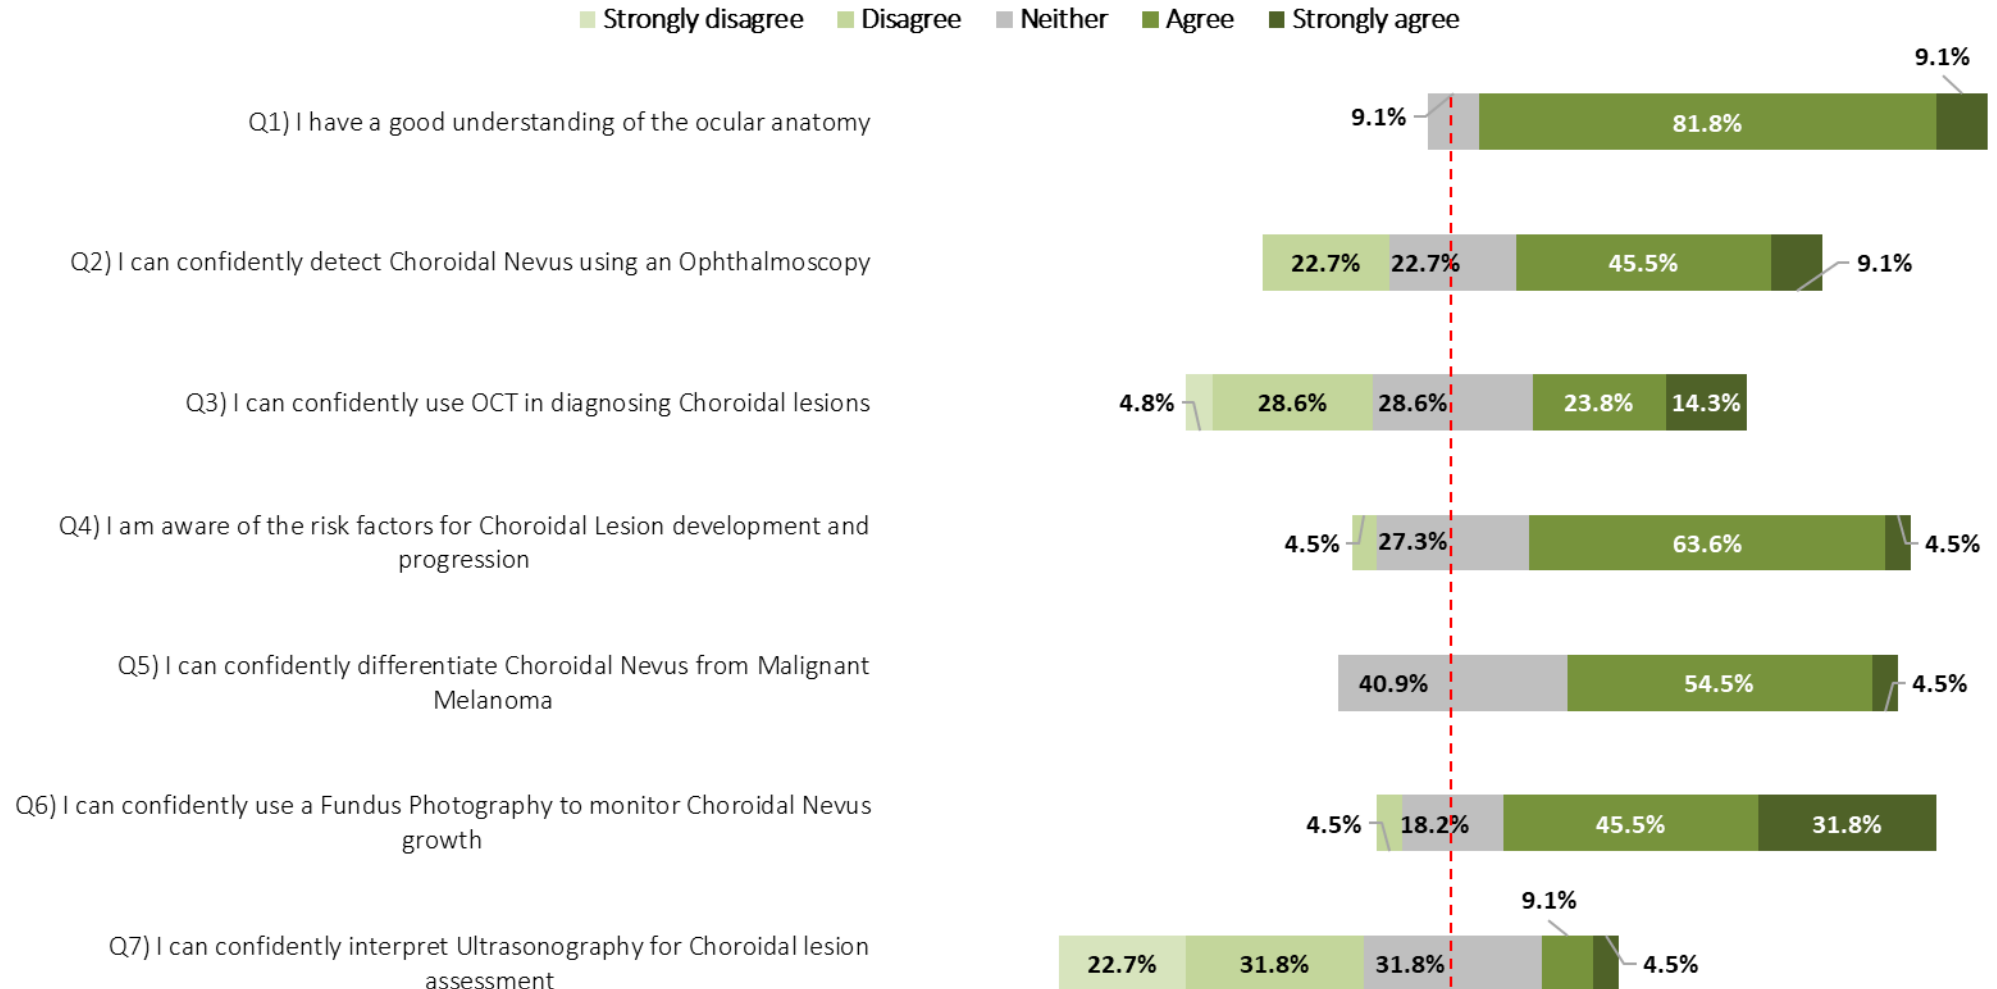 Strongly disagree Disagree Neither Agree Strongly agree
9.1%
Q1) I have a good understanding of the ocular anatomy 9.1% 81.8%
Q2) I can confidently detect Choroidal Nevus using an Ophthalmoscopy 22.7% 22.7% 45.5% 9.1%
Q3) I can confidently use OCT in diagnosing Choroidal lesions 4.8% 28.6% 28.6% 23.8% 14.3%
Q4) I am aware of the risk factors for Choroidal Lesion development and
progression
4.5% 27.3% 63.6% 4.5%
Q5) I can confidently differentiate Choroidal Nevus from Malignant
Melanoma
40.9% 54.5% 4.5%
Q6) I can confidently use a Fundus Photography to monitor Choroidal Nevus
growth
4.5% 18.2% 45.5% 31.8%
9.1%
Q7) I can confidently interpret Ultrasonography for Choroidal lesion
assessment
22.7% 31.8% 31.8% 4.5%